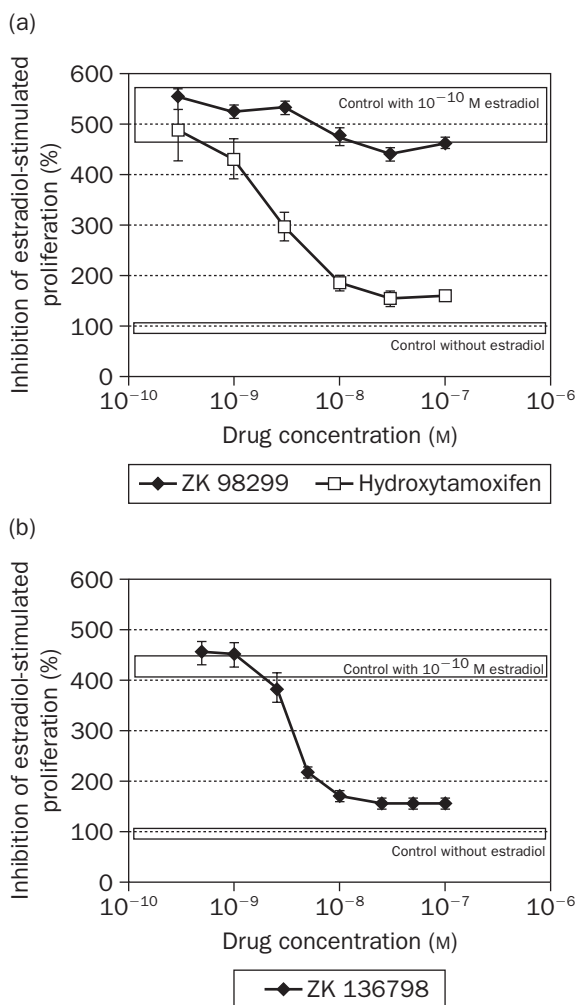 (a)
Inhibition of estradiol-stimulated
proliferation (%)
600
500
400
300
200
100
0
Control with 10⁻¹⁰ M estradiol
Control without estradiol
10⁻¹⁰ 10⁻⁹ 10⁻⁸ 10⁻⁷ 10⁻⁶
Drug concentration (M)
ZK 98299 Hydroxytamoxifen
(b)
Inhibition of estradiol-stimulated
proliferation (%)
600
500
400
300
200
100
0
Control with 10⁻¹⁰ M estradiol
Control without estradiol
10⁻¹⁰ 10⁻⁹ 10⁻⁸ 10⁻⁷ 10⁻⁶
Drug concentration (M)
ZK 136798